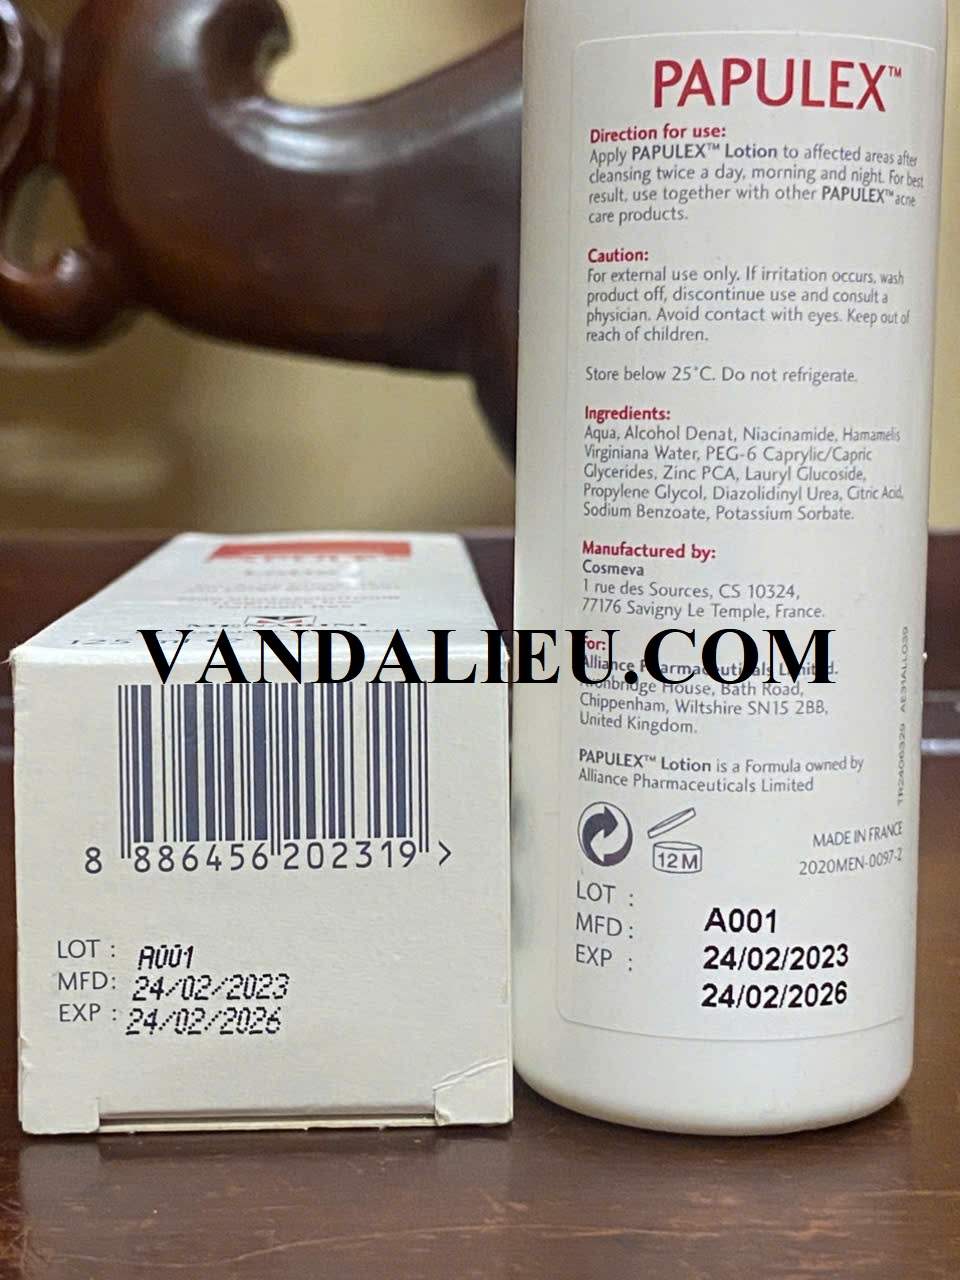 PAPULEX™
Direction for use:
Apply PAPULEX™ Lotion to affected areas after
cleansing twice a day, morning and night. For best
result, use together with other PAPULEX™ acne
care products.
Caution:
For external use only. If irritation occurs, wash
product off, discontinue use and consult a
physician. Avoid contact with eyes. Keep out of
reach of children.
Store below 25°C. Do not refrigerate.
Ingredients:
Aqua, Alcohol Denat, Niacinamide, Hamamelis
Virginiana Water, PEG-6 Caprylic/Capric
Glycerides, Zinc PCA, Lauryl Glucoside,
Propylene Glycol, Diazolidinyl Urea, Citric Acid,
Sodium Benzoate, Potassium Sorbate.
Manufactured by:
Cosmeva
1 rue des Sources, CS 10324,
77176 Savigny Le Temple, France.
For:
Alliance Pharmaceuticals Limited.
Avonbridge House, Bath Road,
Chippenham, Wiltshire SN15 2BB,
United Kingdom.
PAPULEX™ Lotion is a Formula owned by
Alliance Pharmaceuticals Limited
12 M
MADE IN FRANCE
2020MEN-0097-2
LOT :
MFD :
EXP :
A001
24/02/2023
24/02/2026
TR2406329 AE31ALL039
VANDALIEU.COM
Lotion
8 886456 202319 >
LOT : A001
MFD: 24/02/2023
EXP : 24/02/2026